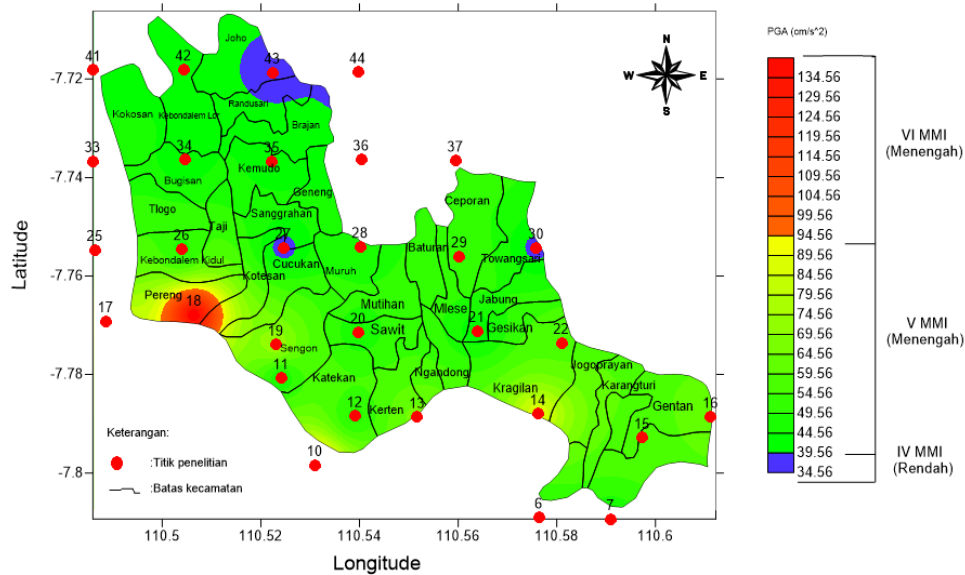 PGA (cm/s^2)
134.56
129.56
124.56
119.56
114.56
104.56
99.56
94.56
89.56
84.56
79.56
74.56
69.56
64.56
59.56
54.56
49.56
44.56
39.56
34.56
VI MMI
(Menengah)
V MMI
(Menengah)
IV MMI
(Rendah)
N
W E
S
Latitude
-7.72
-7.74
-7.76
-7.78
-7.8
110.5
110.52
110.54
110.56
110.58
110.6
Longitude
Joho
41
42
43
44
Kokosan
Kebondalem Lor
Randusari
Brajan
33
34
35
36
37
Bugisan
Kemudo
Geneng
Ceporan
Tlogo
Taji
Sanggrahan
25
26
27
28
Baturan
29
30
Kebondalem Kidul
Kotesan
Cucukan
Muruh
Towangsari
Pereng
17
18
Mutihan
Mlese
Jabung
19
20
Sawit
21
Gesikan
22
Sengon
11
Katekan
Ngandong
Jogoprayan
Karangturi
Kragilan
Gentan
12
Kerten
13
14
15
16
10
6
7
Keterangan:
:Titik penelitian
:Batas kecamatan